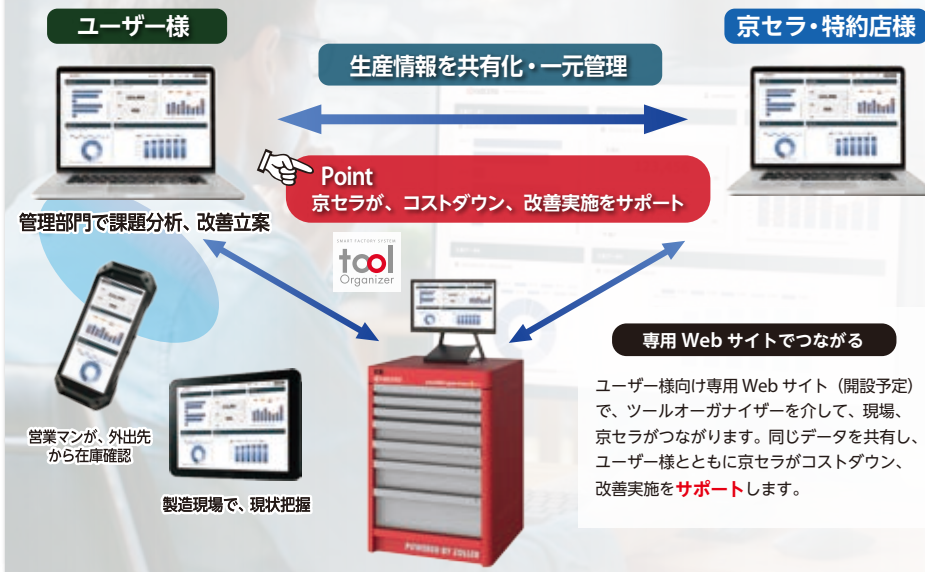 ユーザー様
京セラ・特約店様
生産情報を共有化・一元管理
Point
京セラが、コストダウン、改善実施をサポート
管理部門で課題分析、改善立案
SMART FACTORY SYSTEM
tool
Organizer
専用 Web サイトでつながる
ユーザー様向け専用 Web サイト（開設予定）
で、ツールオーガナイザーを介して、現場、
京セラがつながります。同じデータを共有し、
ユーザー様とともに京セラがコストダウン、
改善実施をサポートします。
営業マンが、外出先
から在庫確認
製造現場で、現状把握
POWERED BY ZOLLER